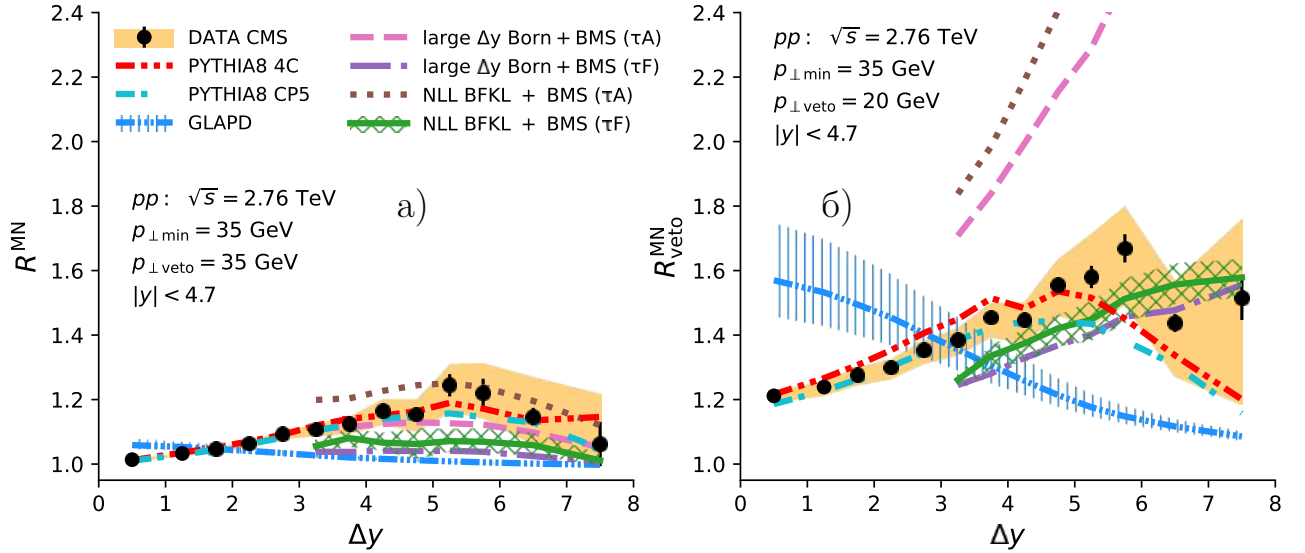 DATA CMS
PYTHIA8 4C
PYTHIA8 CP5
GLAPD
large Δy Born + BMS (τA)
large Δy Born + BMS (τF)
NLL BFKL + BMS (τA)
NLL BFKL + BMS (τF)
pp : √s = 2.76 TeV
p⊥min = 35 GeV
p⊥veto = 35 GeV
|y| < 4.7
а)
R^MN
1.0
1.2
1.4
1.6
1.8
2.0
2.2
2.4
0 1 2 3 4 5 6 7 8
Δy
pp : √s = 2.76 TeV
p⊥min = 35 GeV
p⊥veto = 20 GeV
|y| < 4.7
б)
R^MN_veto
1.0
1.2
1.4
1.6
1.8
2.0
2.2
2.4
0 1 2 3 4 5 6 7 8
Δy